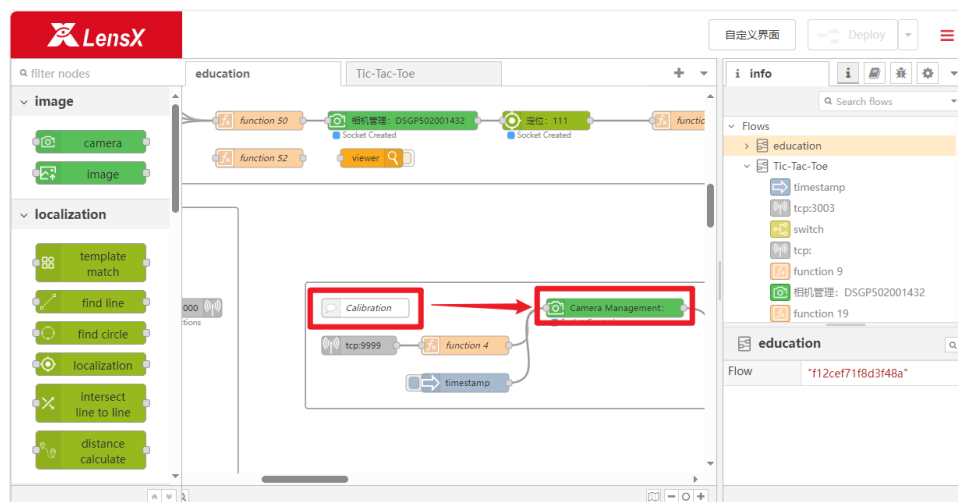 LensX
自定义界面
Deploy
filter nodes
education
Tic-Tac-Toe
info
i
Search flows
image
camera
image
localization
template
match
find line
find circle
localization
intersect
line to line
distance
calculate
function 50
相机管理：DSGP502001432
Socket Created
定位：111
Socket Created
function 52
viewer
000
Calibration
Camera Management:
tcp:9999
function 4
timestamp
Flows
education
Tic-Tac-Toe
timestamp
tcp:3003
switch
tcp:
function 9
相机管理：DSGP502001432
function 19
education
Flow
"f12cef71f8d3f48a"